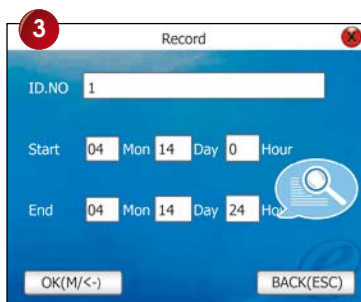 3
Record
ID.NO 1
Start 04 Mon 14 Day 0 Hour
End 04 Mon 14 Day 24
OK(M/<-) BACK(ESC)